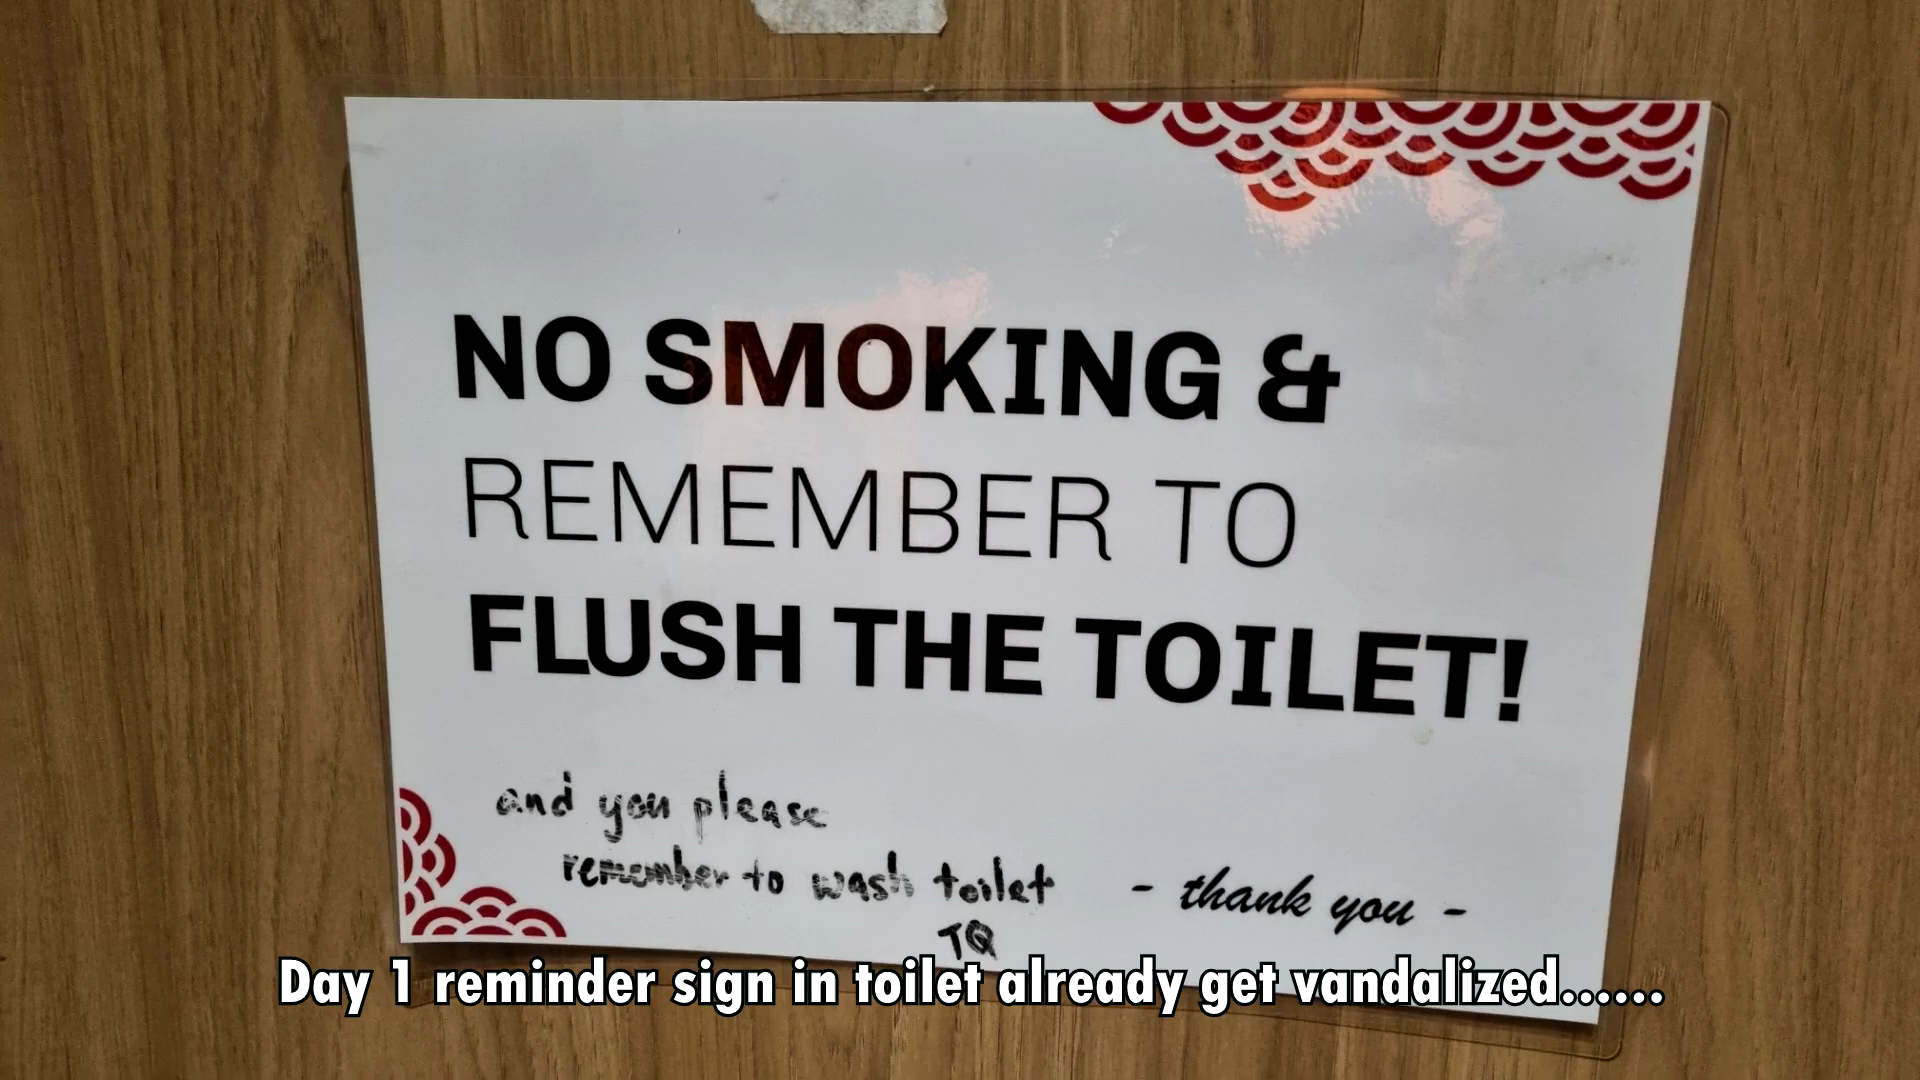 NO SMOKING &
REMEMBER TO
FLUSH THE TOILET!
and you please
remember to wash toilet
TQ
- thank you -
Day 1 reminder sign in toilet already get vandalized......